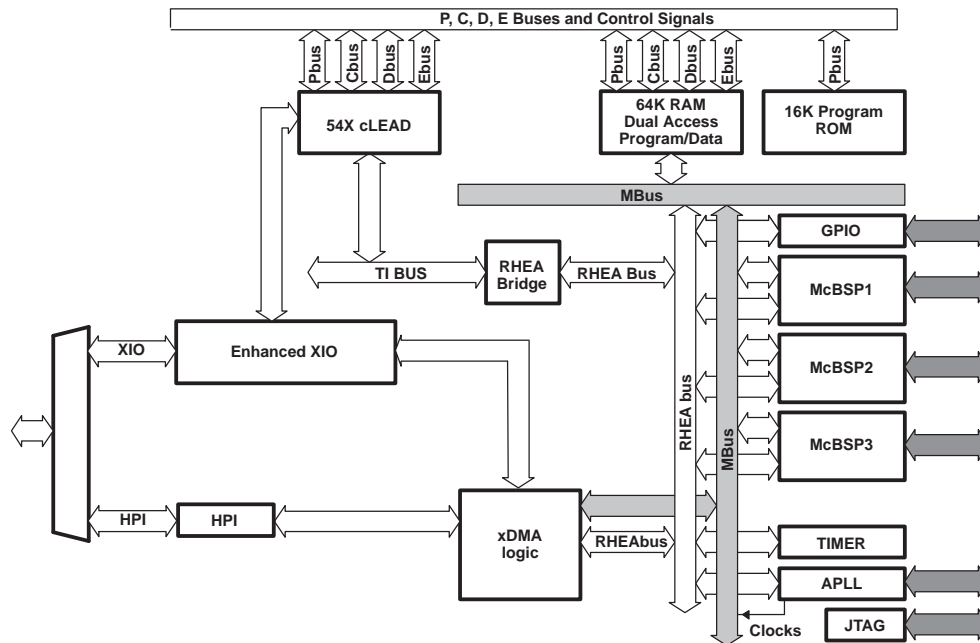 P, C, D, E Buses and Control Signals
Pbus
Cbus
Dbus
Ebus
Pbus
Cbus
Dbus
Ebus
Pbus
54X cLEAD
64K RAM
Dual Access
Program/Data
16K Program
ROM
MBus
GPIO
TI BUS
RHEA
Bridge
RHEA Bus
McBSP1
XIO
Enhanced XIO
McBSP2
RHEA bus
MBus
McBSP3
HPI
HPI
xDMA
logic
RHEAbus
TIMER
APLL
Clocks
JTAG